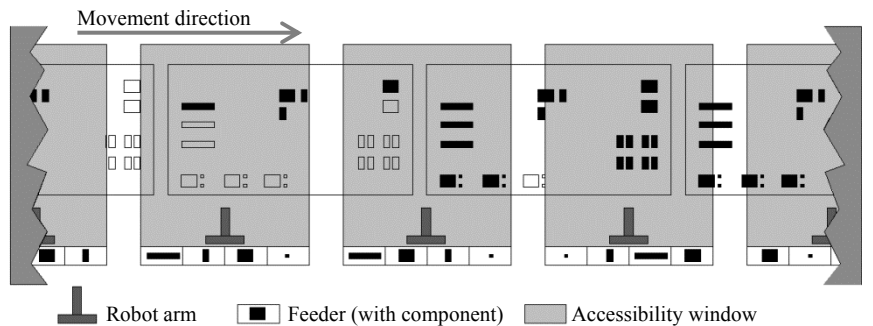 Movement direction
Robot arm
Feeder (with component)
Accessibility window